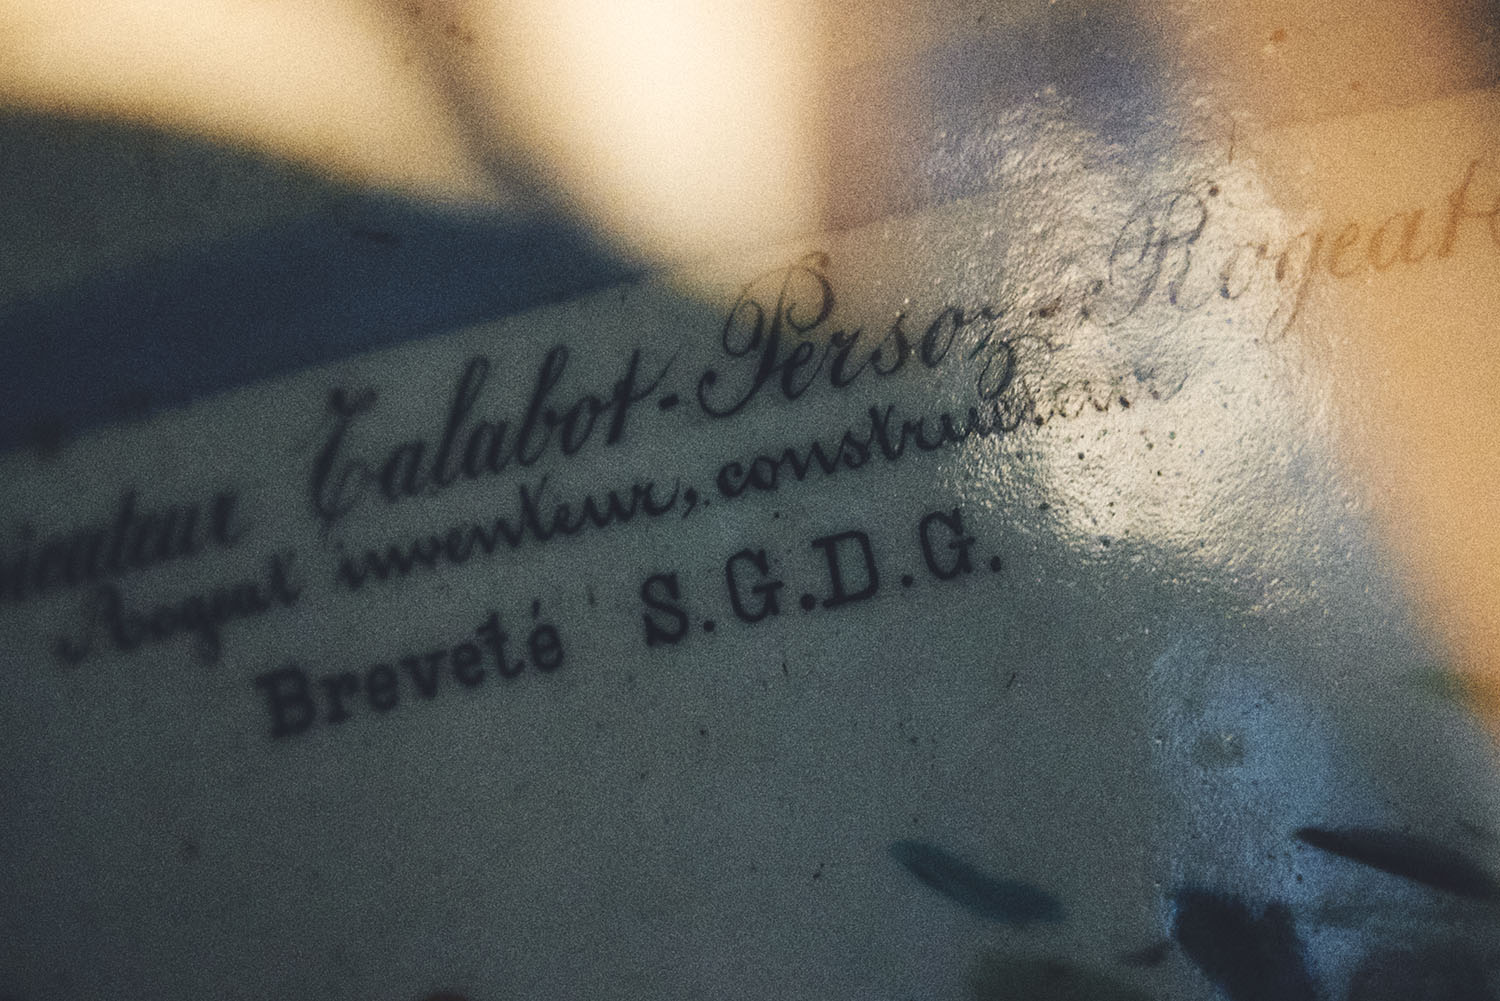 Talabot-Persoz-Rogeat
inventeur, constructeur
Breveté S.G.D.G.